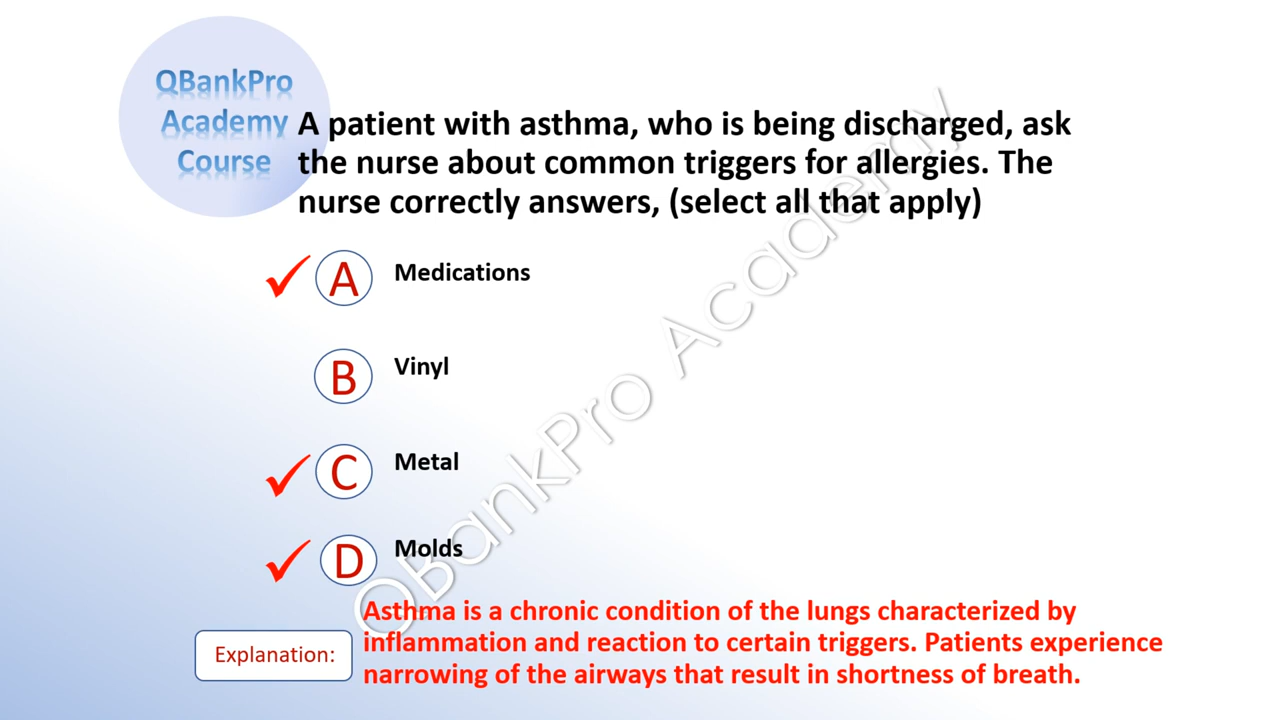 QBankPro
Academy
Course
A patient with asthma, who is being discharged, ask
the nurse about common triggers for allergies. The
nurse correctly answers, (select all that apply)
A Medications
B Vinyl
C Metal
D Molds
QBankPro Academy
Explanation:
Asthma is a chronic condition of the lungs characterized by
inflammation and reaction to certain triggers. Patients experience
narrowing of the airways that result in shortness of breath.